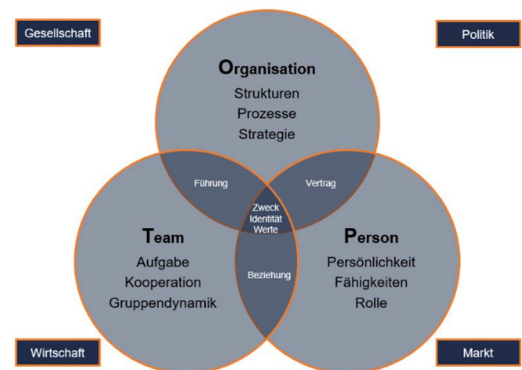 Gesellschaft
Politik
Organisation
Strukturen
Prozesse
Strategie
Führung
Vertrag
Zweck
Identität
Werte
Team
Aufgabe
Kooperation
Gruppendynamik
Beziehung
Person
Persönlichkeit
Fähigkeiten
Rolle
Wirtschaft
Markt